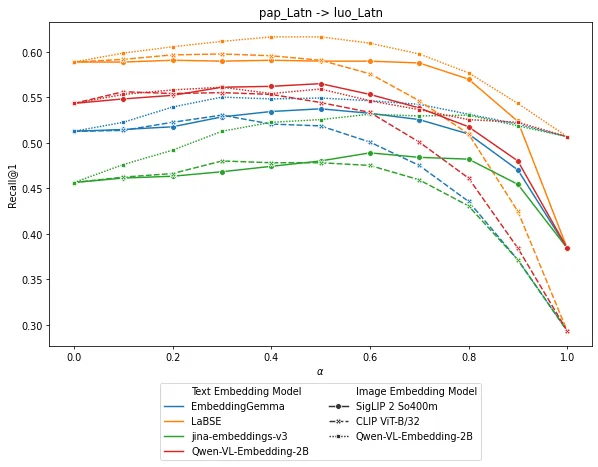 pap_Latn -> luo_Latn
Recall@1
0.60
0.55
0.50
0.45
0.40
0.35
0.30
0.0 0.2 0.4 0.6 0.8 1.0
α
Text Embedding Model
EmbeddingGemma
LaBSE
jina-embeddings-v3
Qwen-VL-Embedding-2B
Image Embedding Model
SigLIP 2 So400m
CLIP ViT-B/32
Qwen-VL-Embedding-2B